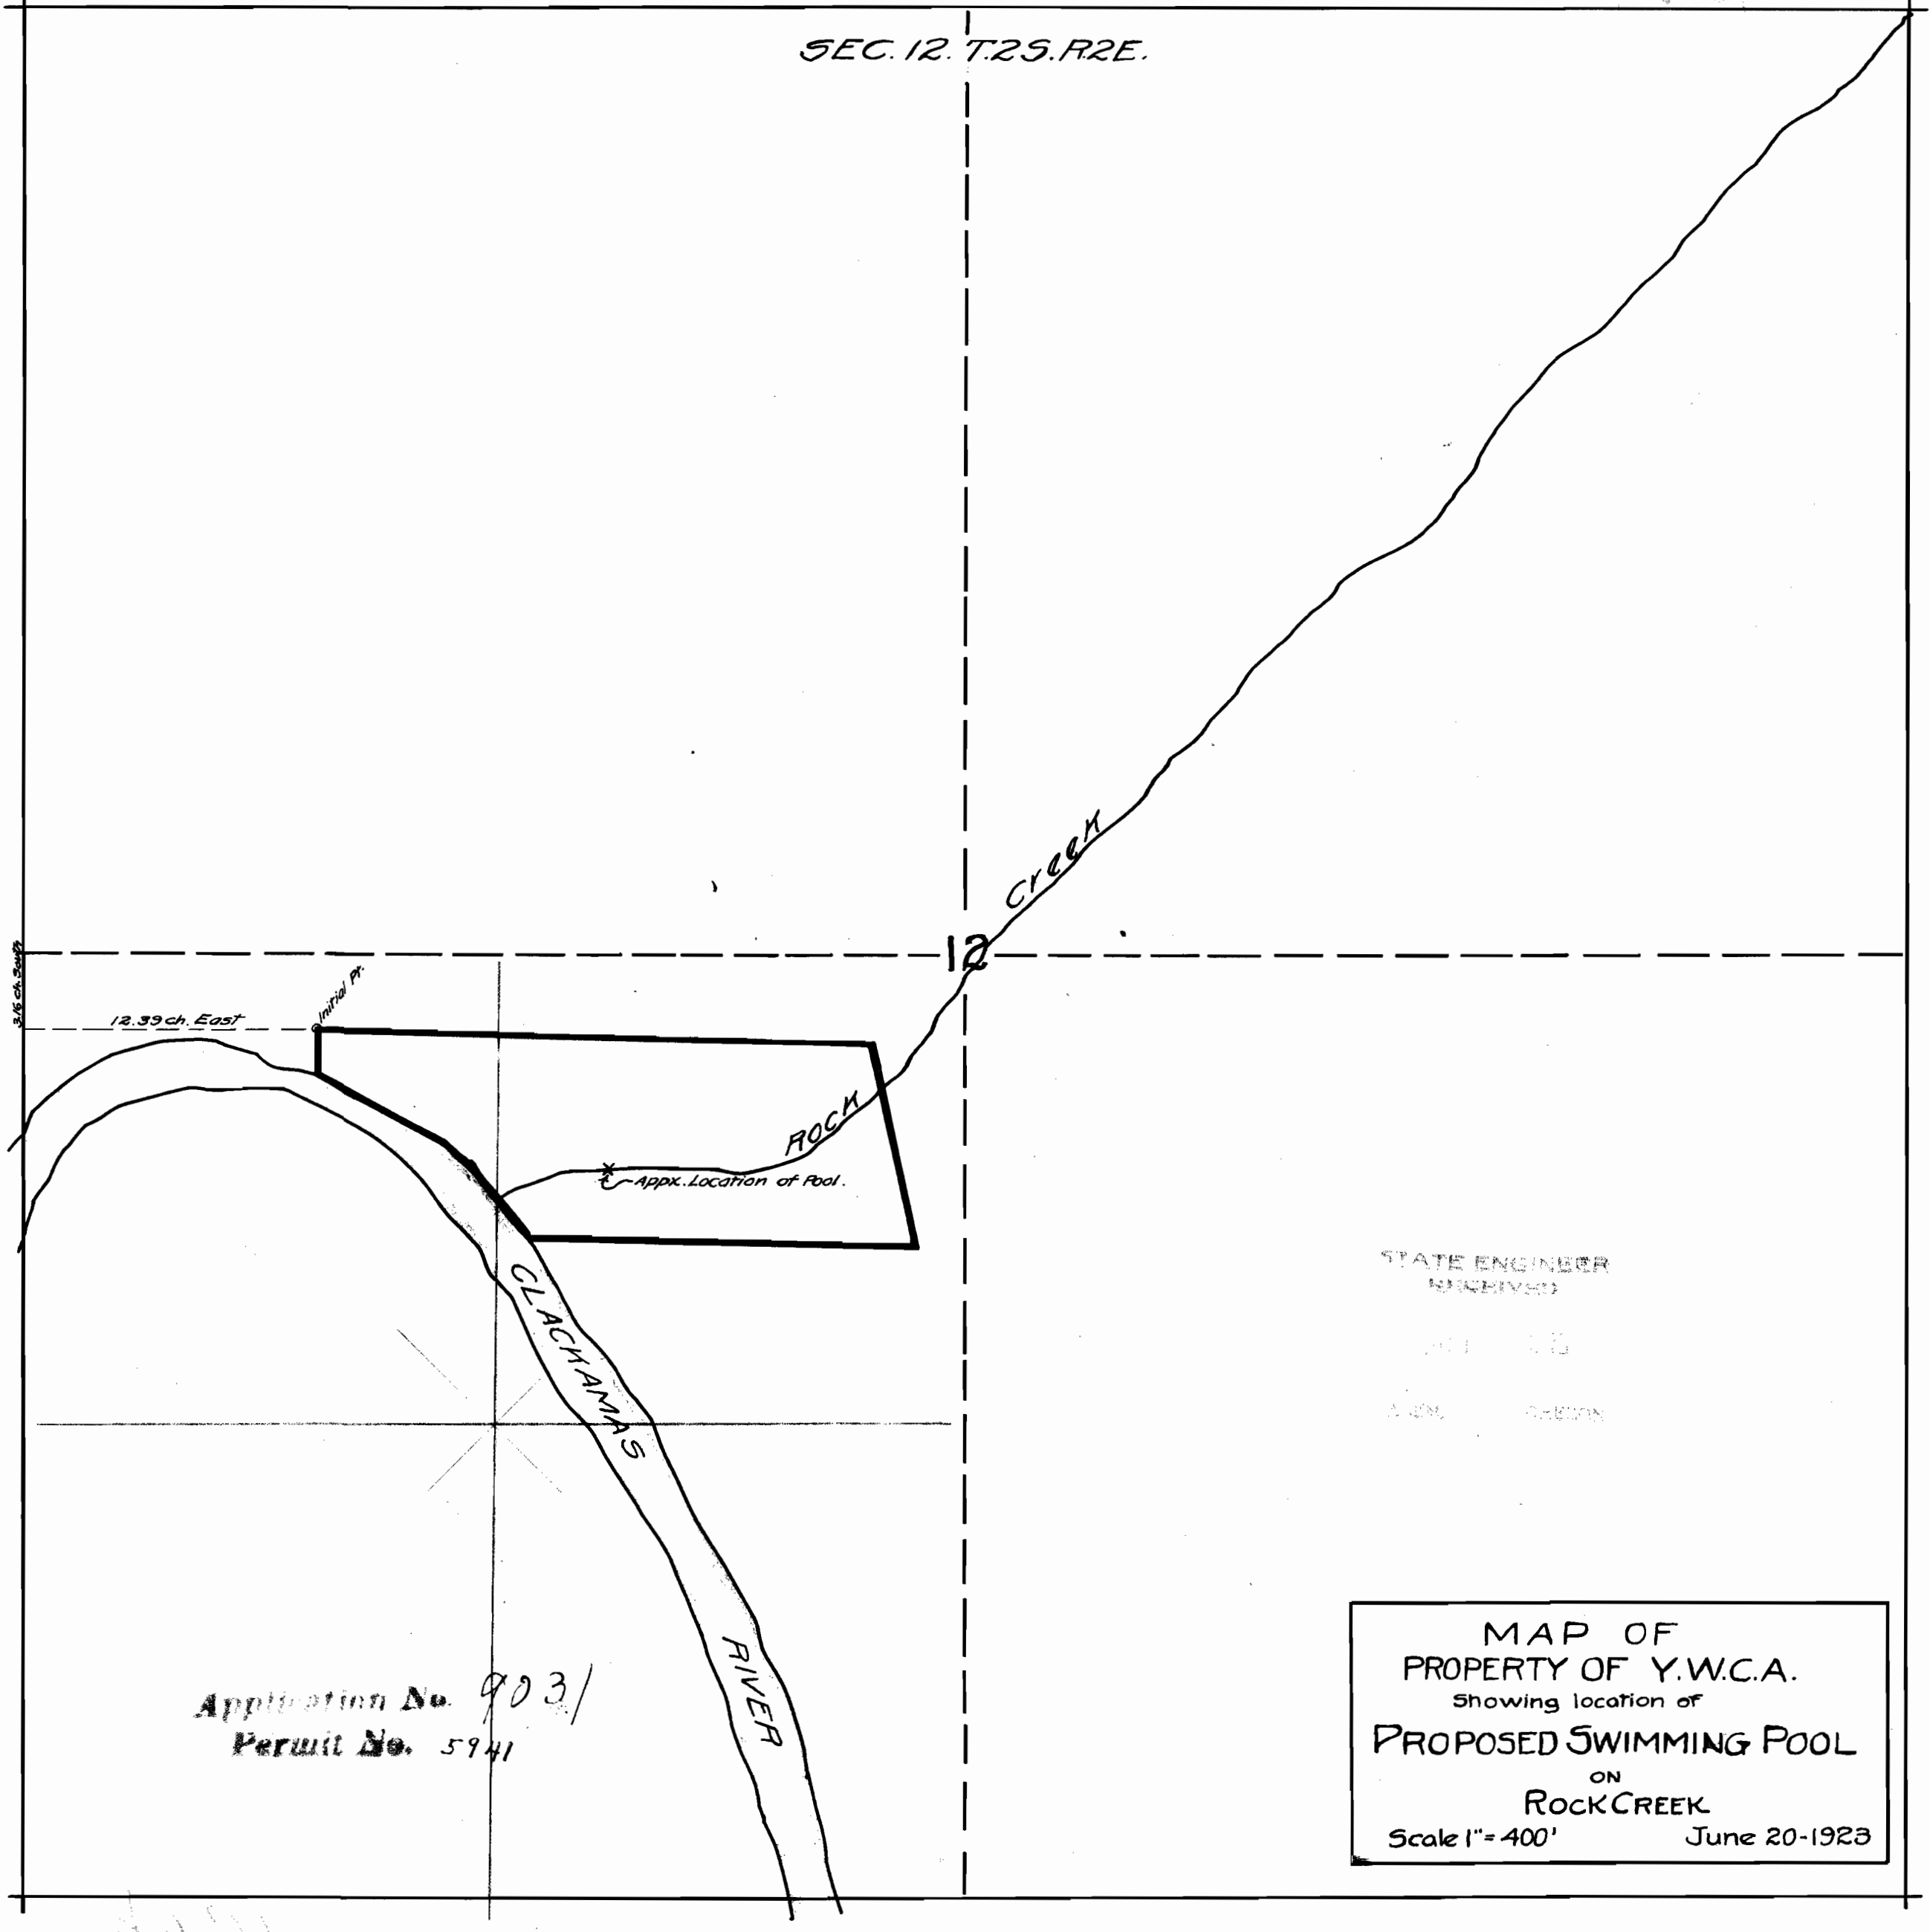 SEC. 12. T.2S. R.2E.
Creek
12
3.16 ch. South
Initial Pt.
12.39 ch. East
ROCK
Appx. Location of Pool.
CLACKAMAS
RIVER
STATE ENGINEER
RECEIVED
OREGON
Application No. 9031
Permit No. 5941
MAP OF
PROPERTY OF Y.W.C.A.
Showing location of
PROPOSED SWIMMING POOL
ON
ROCK CREEK
Scale 1"= 400' June 20-1923